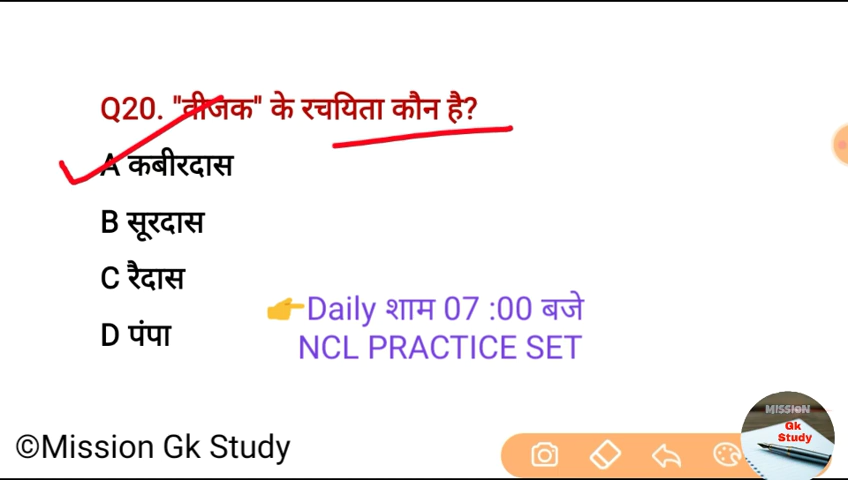 Q20. "वीजक" के रचयिता कौन है?
A कबीरदास
B सूरदास
C रैदास
D पंपा
👉Daily शाम 07 :00 बजे
NCL PRACTICE SET
©Mission Gk Study
MISSION
Gk
Study